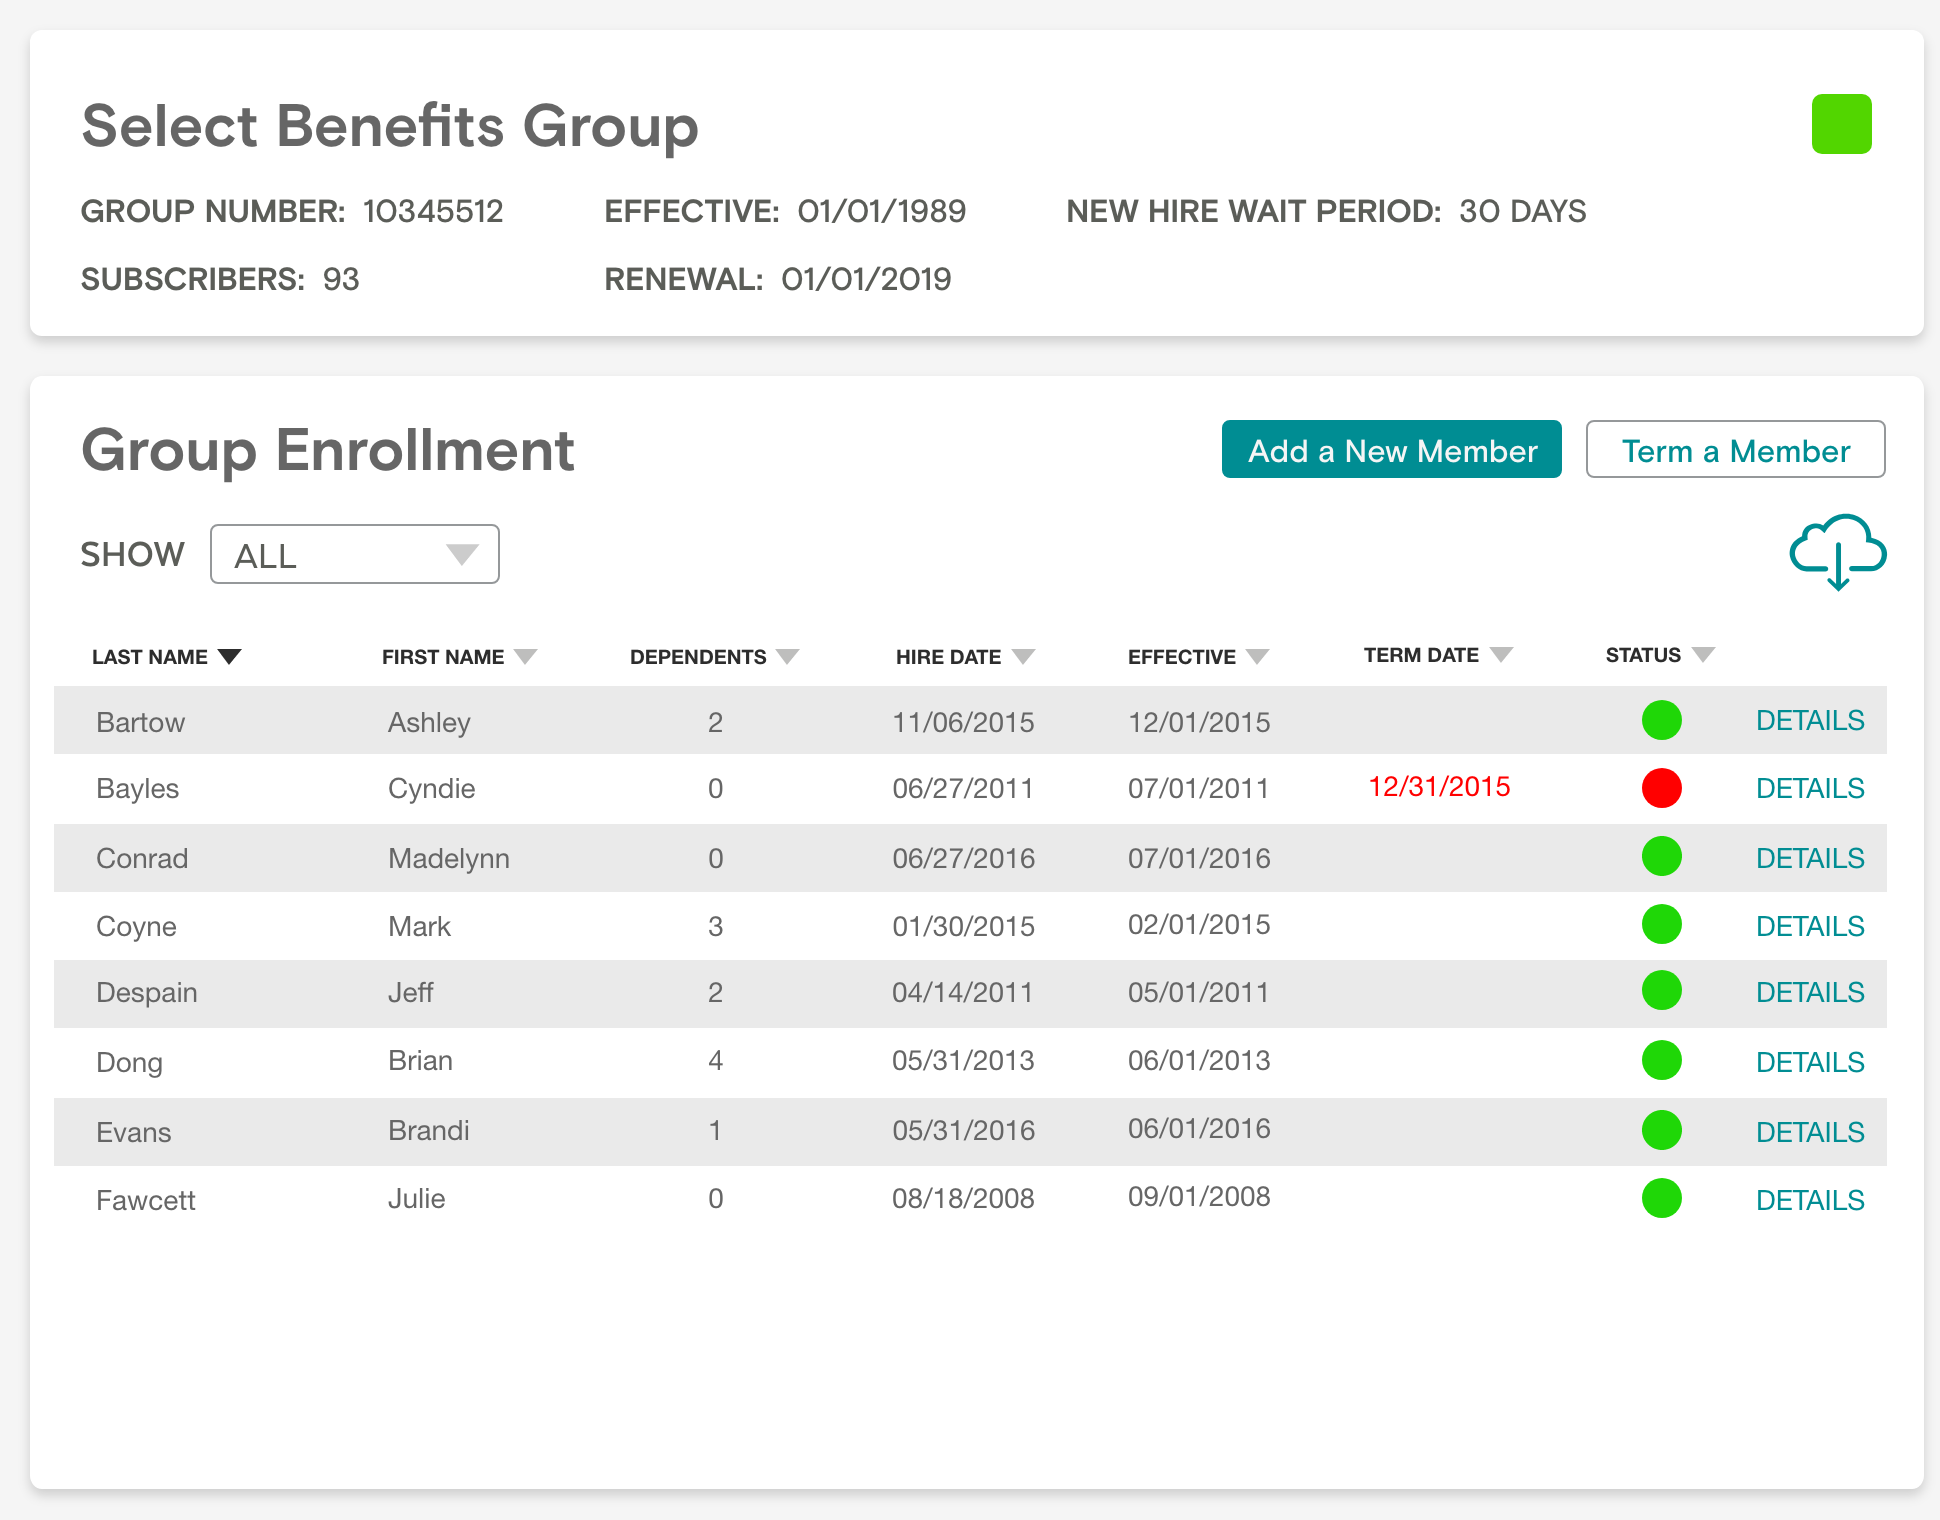 Select Benefits Group
GROUP NUMBER: 10345512 EFFECTIVE: 01/01/1989 NEW HIRE WAIT PERIOD: 30 DAYS
SUBSCRIBERS: 93 RENEWAL: 01/01/2019
Group Enrollment Add a New Member Term a Member
SHOW ALL
LAST NAME FIRST NAME DEPENDENTS HIRE DATE EFFECTIVE TERM DATE STATUS
Bartow Ashley 2 11/06/2015 12/01/2015 DETAILS
Bayles Cyndie 0 06/27/2011 07/01/2011 12/31/2015 DETAILS
Conrad Madelynn 0 06/27/2016 07/01/2016 DETAILS
Coyne Mark 3 01/30/2015 02/01/2015 DETAILS
Despain Jeff 2 04/14/2011 05/01/2011 DETAILS
Dong Brian 4 05/31/2013 06/01/2013 DETAILS
Evans Brandi 1 05/31/2016 06/01/2016 DETAILS
Fawcett Julie 0 08/18/2008 09/01/2008 DETAILS